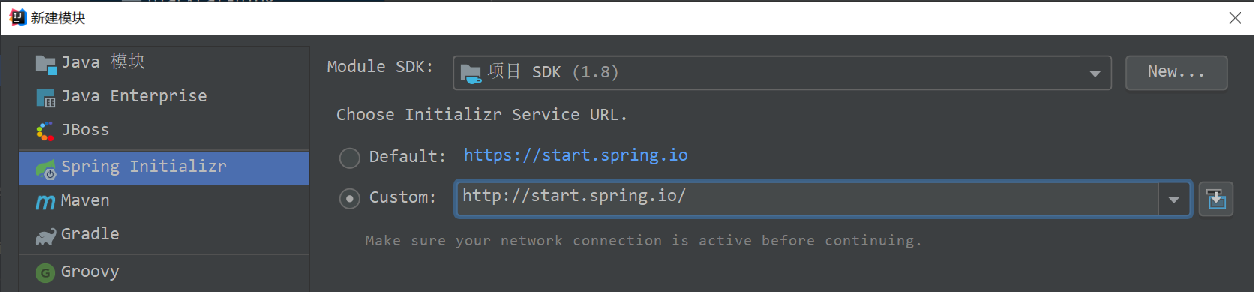 新建模块
Java 模块
Java Enterprise
JBoss
Spring Initializr
Maven
Gradle
Groovy
Module SDK: 项目 SDK (1.8) New...
Choose Initializr Service URL.
Default: https://start.spring.io
Custom: http://start.spring.io/
Make sure your network connection is active before continuing.